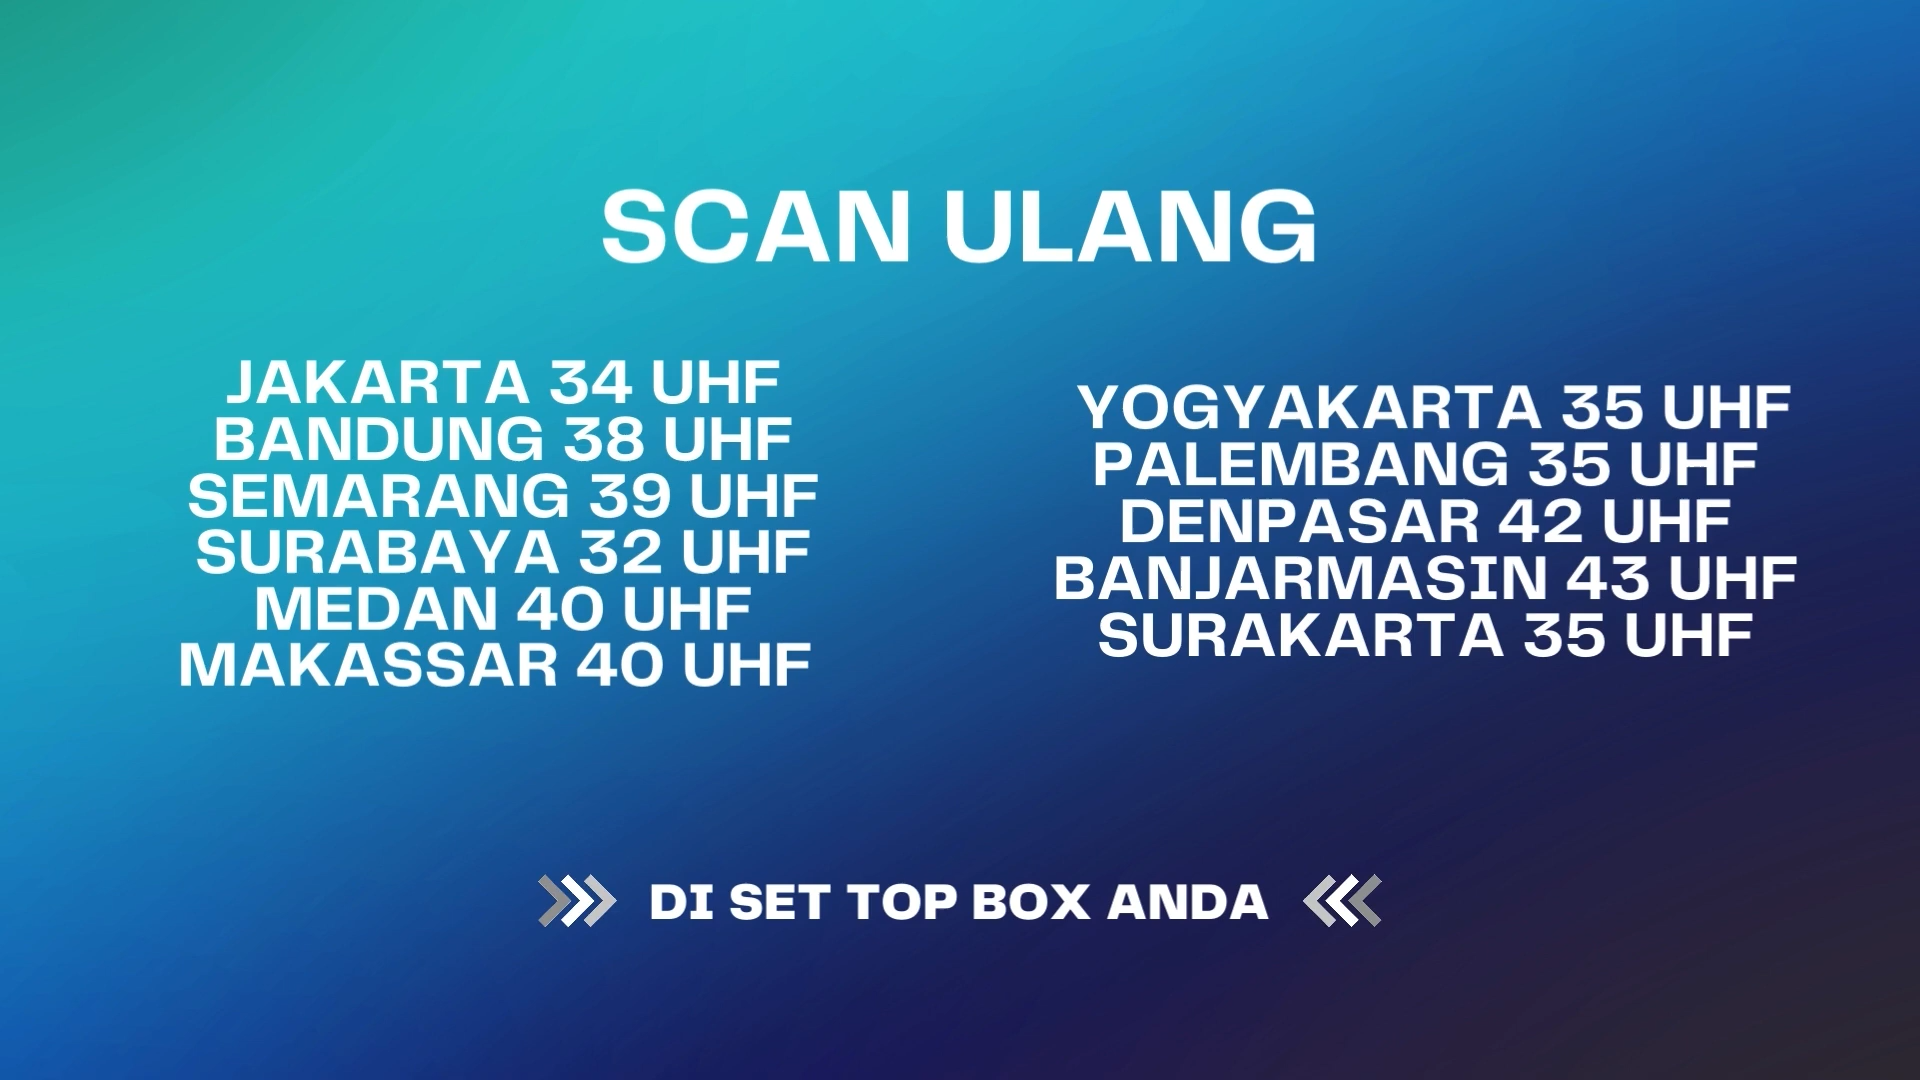 SCAN ULANG
JAKARTA 34 UHF
BANDUNG 38 UHF
SEMARANG 39 UHF
SURABAYA 32 UHF
MEDAN 40 UHF
MAKASSAR 40 UHF
YOGYAKARTA 35 UHF
PALEMBANG 35 UHF
DENPASAR 42 UHF
BANJARMASIN 43 UHF
SURAKARTA 35 UHF
DI SET TOP BOX ANDA